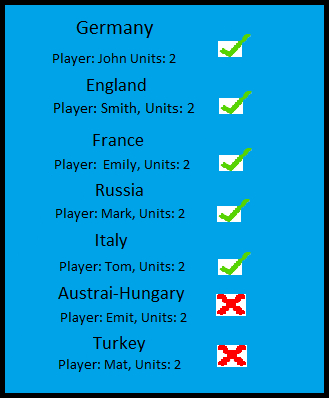 Germany
Player: John Units: 2
England
Player: Smith, Units: 2
France
Player: Emily, Units: 2
Russia
Player: Mark, Units: 2
Italy
Player: Tom, Units: 2
Austrai-Hungary
Player: Emit, Units: 2
Turkey
Player: Mat, Units: 2